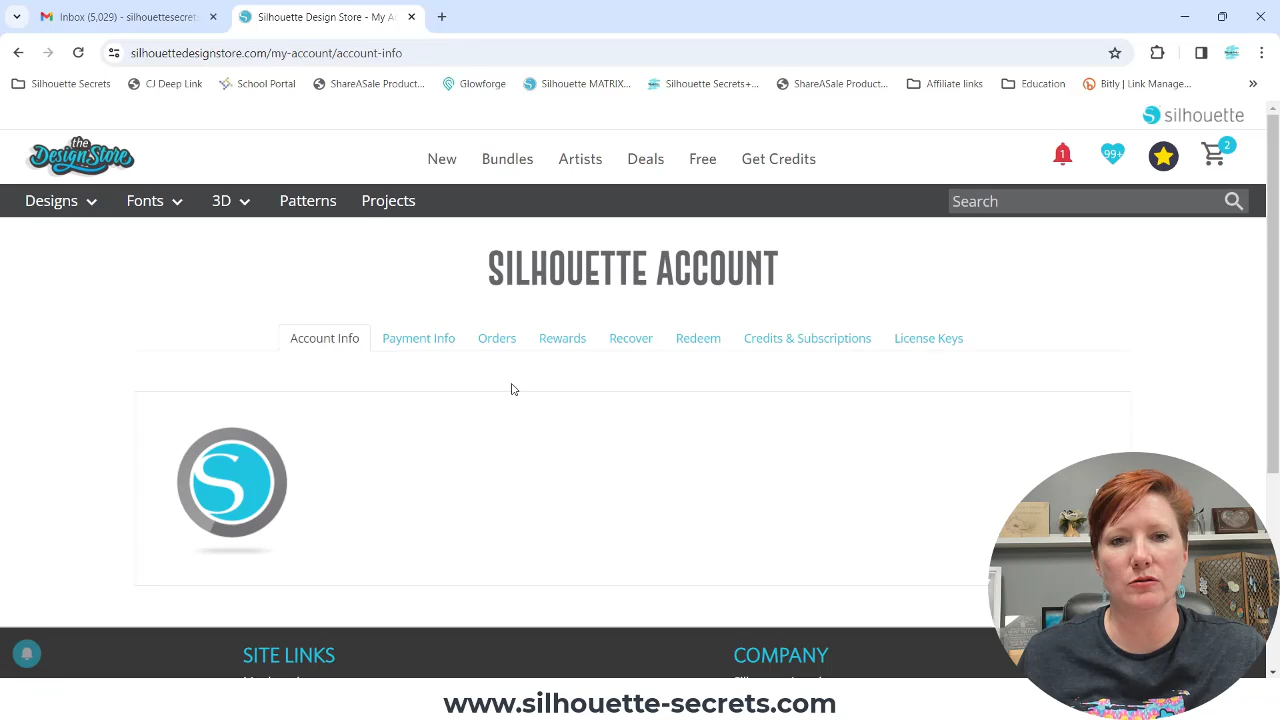 Inbox (5,029) - silhouettesecret:
Silhouette Design Store - My Ac
silhouettedesignstore.com/my-account/account-info
Silhouette Secrets
CJ Deep Link
School Portal
ShareASale Product...
Glowforge
Silhouette MATRIX...
Silhouette Secrets+...
ShareASale Product...
Affiliate links
Education
Bitly | Link Manage...
silhouette
the
Design Store
New
Bundles
Artists
Deals
Free
Get Credits
1
99+
2
Designs
Fonts
3D
Patterns
Projects
Search
SILHOUETTE ACCOUNT
Account Info
Payment Info
Orders
Rewards
Recover
Redeem
Credits & Subscriptions
License Keys
S
SITE LINKS
COMPANY
www.silhouette-secrets.com